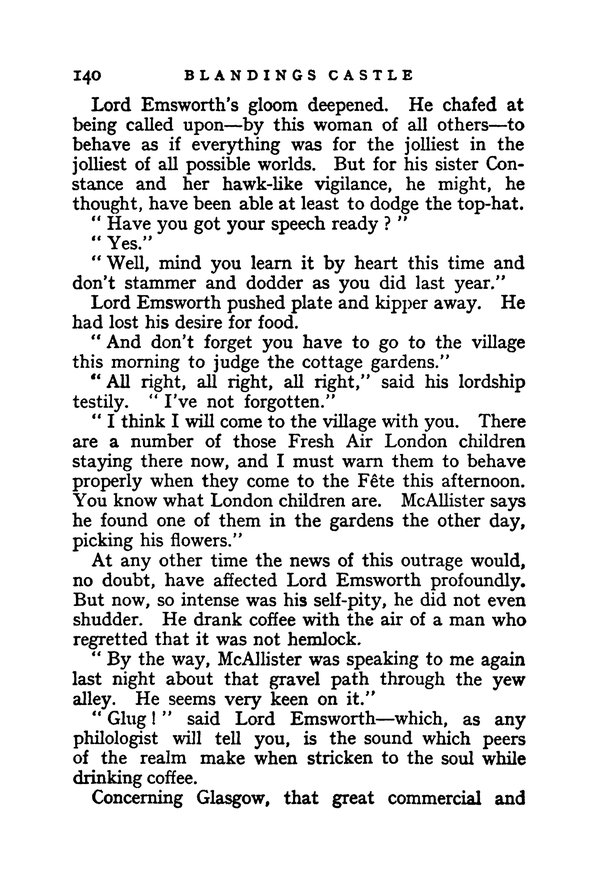 140 BLANDINGS CASTLE
Lord Emsworth's gloom deepened. He chafed at
being called upon—by this woman of all others—to
behave as if everything was for the jolliest in the
jolliest of all possible worlds. But for his sister Con-
stance and her hawk-like vigilance, he might, he
thought, have been able at least to dodge the top-hat.
" Have you got your speech ready ? "
" Yes."
" Well, mind you learn it by heart this time and
don't stammer and dodder as you did last year."
Lord Emsworth pushed plate and kipper away. He
had lost his desire for food.
" And don't forget you have to go to the village
this morning to judge the cottage gardens."
" All right, all right, all right," said his lordship
testily. " I've not forgotten."
" I think I will come to the village with you. There
are a number of those Fresh Air London children
staying there now, and I must warn them to behave
properly when they come to the Fête this afternoon.
You know what London children are. McAllister says
he found one of them in the gardens the other day,
picking his flowers."
At any other time the news of this outrage would,
no doubt, have affected Lord Emsworth profoundly.
But now, so intense was his self-pity, he did not even
shudder. He drank coffee with the air of a man who
regretted that it was not hemlock.
" By the way, McAllister was speaking to me again
last night about that gravel path through the yew
alley. He seems very keen on it."
" Glug ! " said Lord Emsworth—which, as any
philologist will tell you, is the sound which peers
of the realm make when stricken to the soul while
drinking coffee.
Concerning Glasgow, that great commercial and